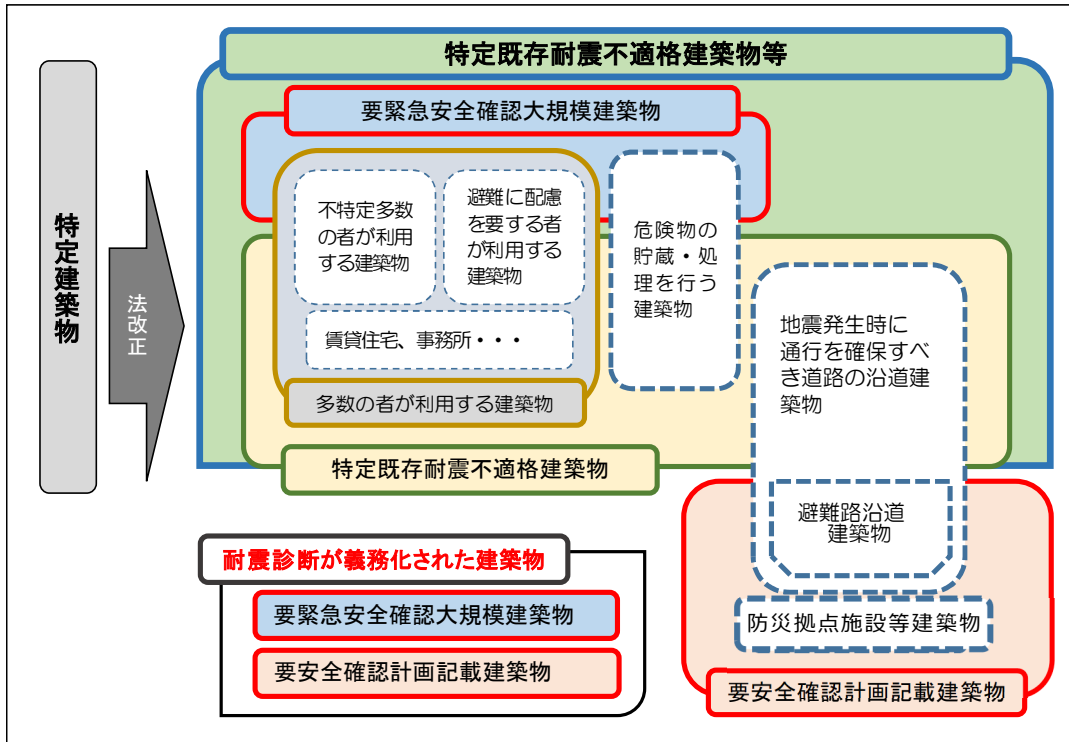 特定既存耐震不適格建築物等
特定建築物
法改正
要緊急安全確認大規模建築物
不特定多数
の者が利用
する建築物
避難に配慮
を要する者
が利用する
建築物
賃貸住宅、事務所・・・
多数の者が利用する建築物
危険物の
貯蔵・処
理を行う
建築物
地震発生時に
通行を確保すべ
き道路の沿道建
築物
特定既存耐震不適格建築物
避難路沿道
建築物
防災拠点施設等建築物
要安全確認計画記載建築物
耐震診断が義務化された建築物
要緊急安全確認大規模建築物
要安全確認計画記載建築物